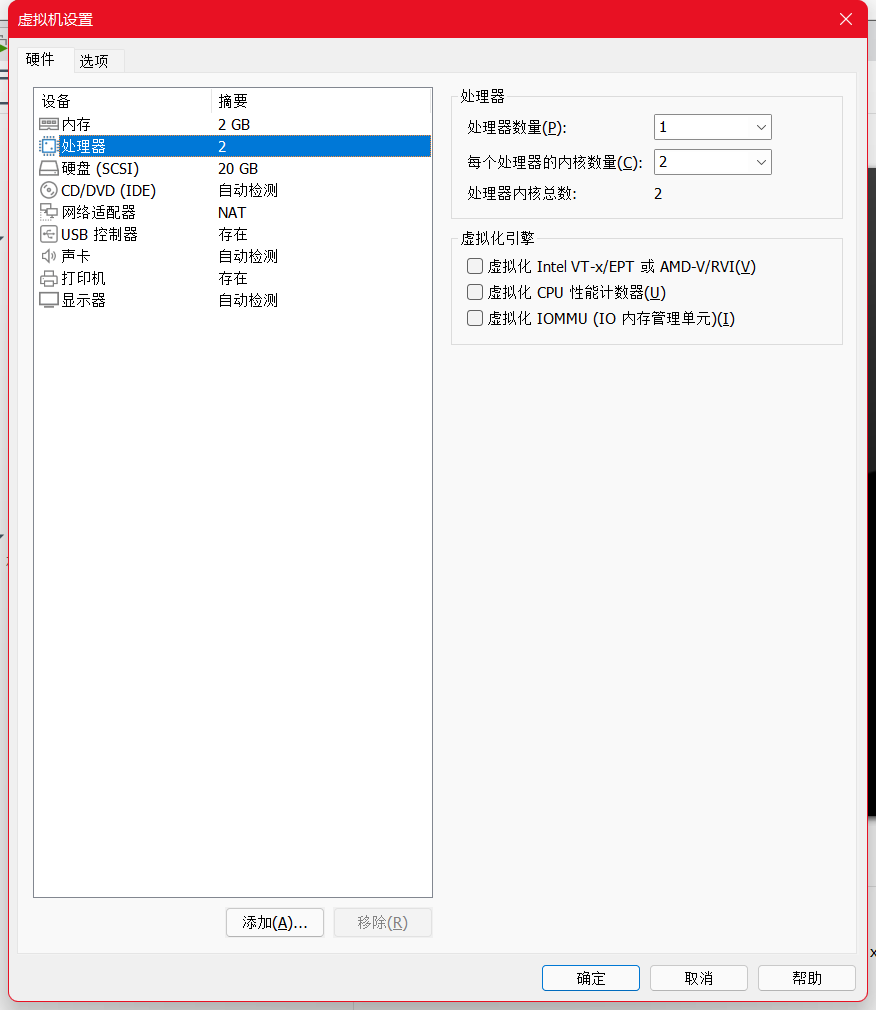 虚拟机设置
硬件 选项
设备 摘要
内存 2 GB
处理器 2
硬盘 (SCSI) 20 GB
CD/DVD (IDE) 自动检测
网络适配器 NAT
USB 控制器 存在
声卡 自动检测
打印机 存在
显示器 自动检测
添加(A)... 移除(R)
处理器
处理器数量(P): 1
每个处理器的内核数量(C): 2
处理器内核总数: 2
虚拟化引擎
虚拟化 Intel VT-x/EPT 或 AMD-V/RVI(V)
虚拟化 CPU 性能计数器(U)
虚拟化 IOMMU (IO 内存管理单元)(I)
确定 取消 帮助